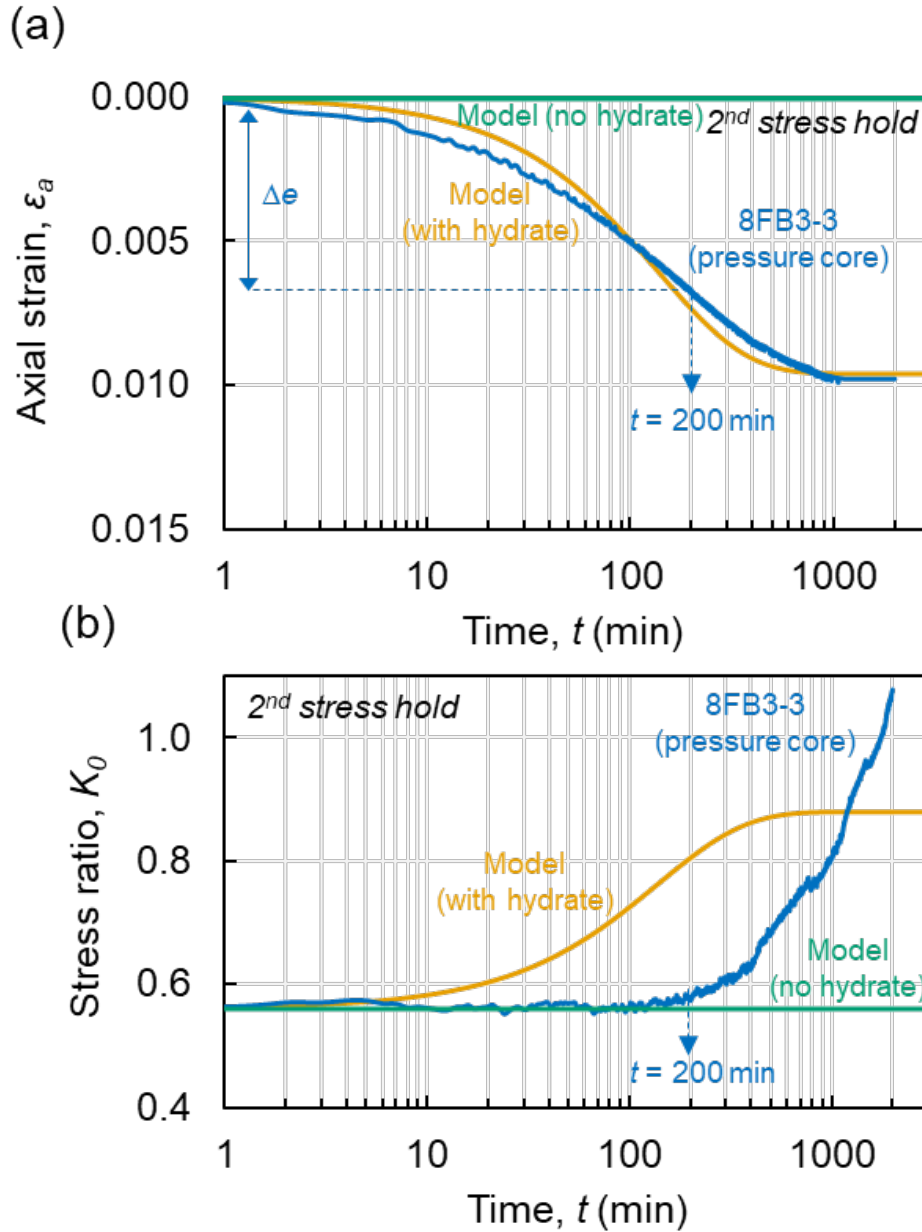 (a)
0.000
0.005
0.010
0.015
Axial strain, εa
Model (no hydrate)
2nd stress hold
Δe
Model
(with hydrate)
8FB3-3
(pressure core)
t = 200 min
1 10 100 1000
Time, t (min)
(b)
1.0
0.8
0.6
0.4
Stress ratio, K0
2nd stress hold
8FB3-3
(pressure core)
Model
(with hydrate)
Model
(no hydrate)
t = 200 min
1 10 100 1000
Time, t (min)